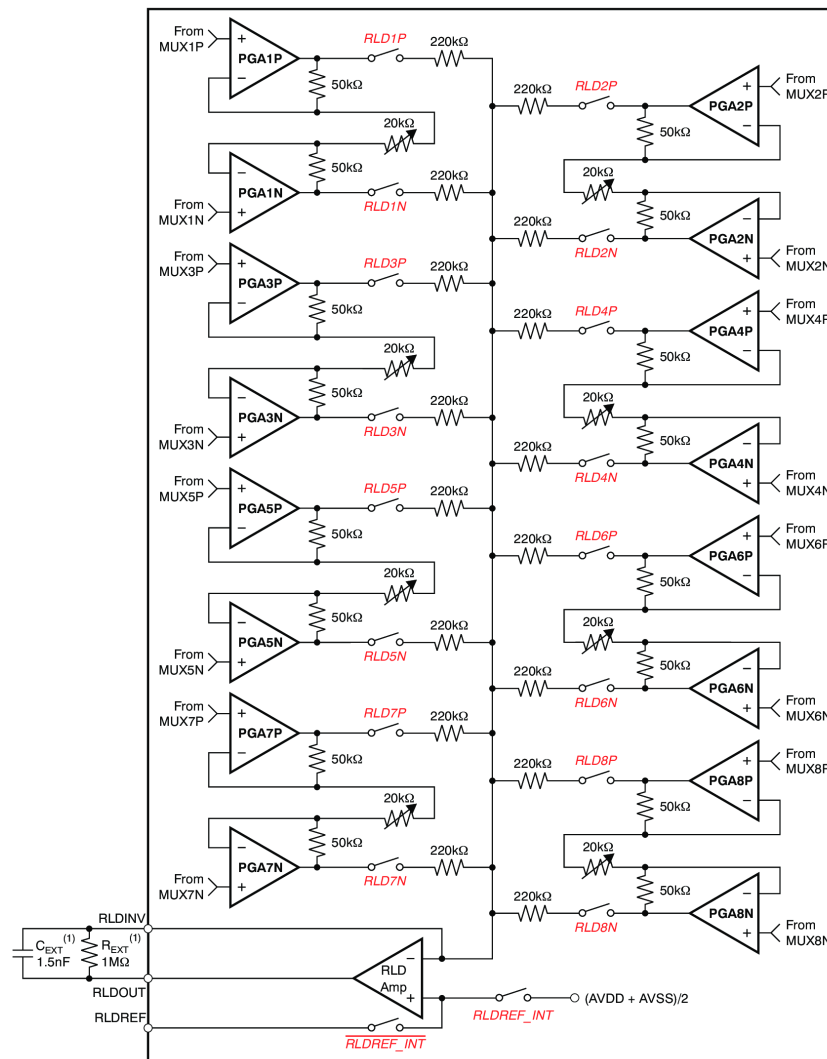 From
MUX1P
+
PGA1P
−
RLD1P
220kΩ
50kΩ
20kΩ
50kΩ
−
PGA1N
+
From
MUX1N
RLD1N
220kΩ
From
MUX3P
+
PGA3P
−
RLD3P
220kΩ
50kΩ
20kΩ
50kΩ
−
PGA3N
+
From
MUX3N
RLD3N
220kΩ
From
MUX5P
+
PGA5P
−
RLD5P
220kΩ
50kΩ
20kΩ
50kΩ
−
PGA5N
+
From
MUX5N
RLD5N
220kΩ
From
MUX7P
+
PGA7P
−
RLD7P
220kΩ
50kΩ
20kΩ
50kΩ
−
PGA7N
+
From
MUX7N
RLD7N
220kΩ
220kΩ
RLD2P
+
PGA2P
−
From
MUX2P
50kΩ
20kΩ
50kΩ
−
PGA2N
+
From
MUX2N
220kΩ
RLD2N
220kΩ
RLD4P
+
PGA4P
−
From
MUX4P
50kΩ
20kΩ
50kΩ
−
PGA4N
+
From
MUX4N
220kΩ
RLD4N
220kΩ
RLD6P
+
PGA6P
−
From
MUX6P
50kΩ
20kΩ
50kΩ
−
PGA6N
+
From
MUX6N
220kΩ
RLD6N
220kΩ
RLD8P
+
PGA8P
−
From
MUX8P
50kΩ
20kΩ
50kΩ
−
PGA8N
+
From
MUX8N
220kΩ
RLD8N
RLDINV
CEXT(1)
1.5nF
REXT(1)
1MΩ
RLDOUT
RLDREF
−
RLD
Amp
+
RLDREF_INT
(AVDD + AVSS)/2
RLDREF_INT